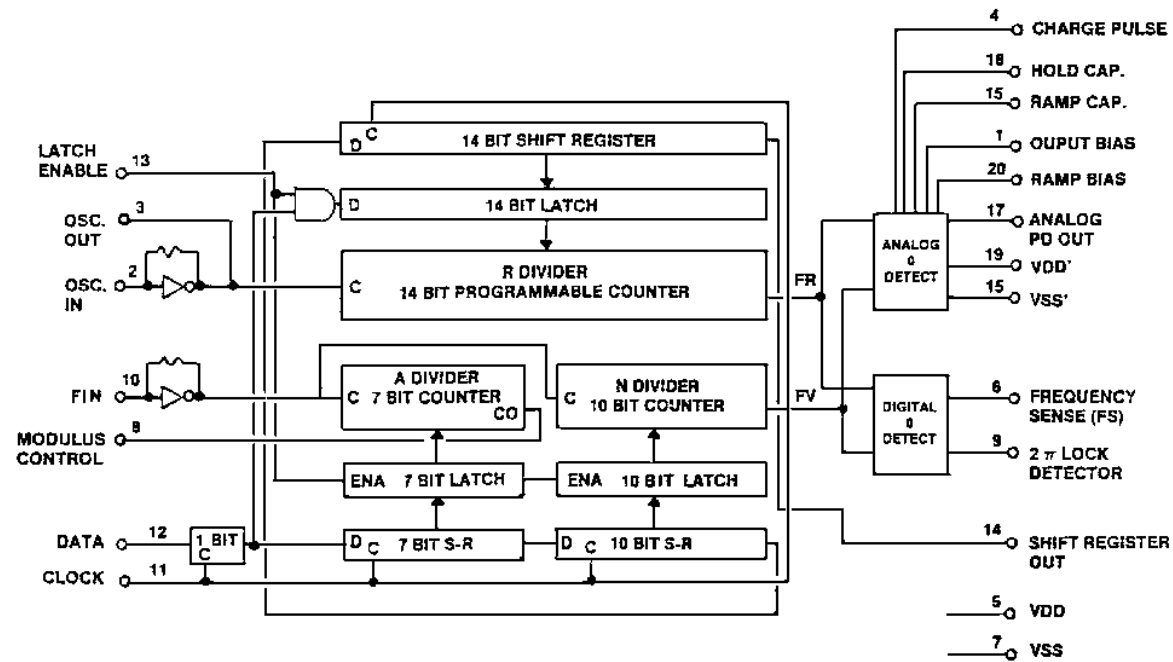 4 CHARGE PULSE
18 HOLD CAP.
15 RAMP CAP.
1 OUPUT BIAS
20 RAMP BIAS
17 ANALOG
PD OUT
19 VDD'
15 VSS'
ANALOG
0
DETECT
C
D 14 BIT SHIFT REGISTER
LATCH
ENABLE 13
D 14 BIT LATCH
OSC.
OUT 3
R DIVIDER
C 14 BIT PROGRAMMABLE COUNTER
FR
OSC.
IN 2
FIN 10
A DIVIDER
C 7 BIT COUNTER
CO
N DIVIDER
C 10 BIT COUNTER
FV
DIGITAL
0
DETECT
6 FREQUENCY
SENSE (FS)
9 2 π LOCK
DETECTOR
MODULUS
CONTROL 8
ENA 7 BIT LATCH
ENA 10 BIT LATCH
DATA 12
1 BIT
C
D C 7 BIT S-R
D C 10 BIT S-R
14 SHIFT REGISTER
OUT
CLOCK 11
5 VDD
7 VSS